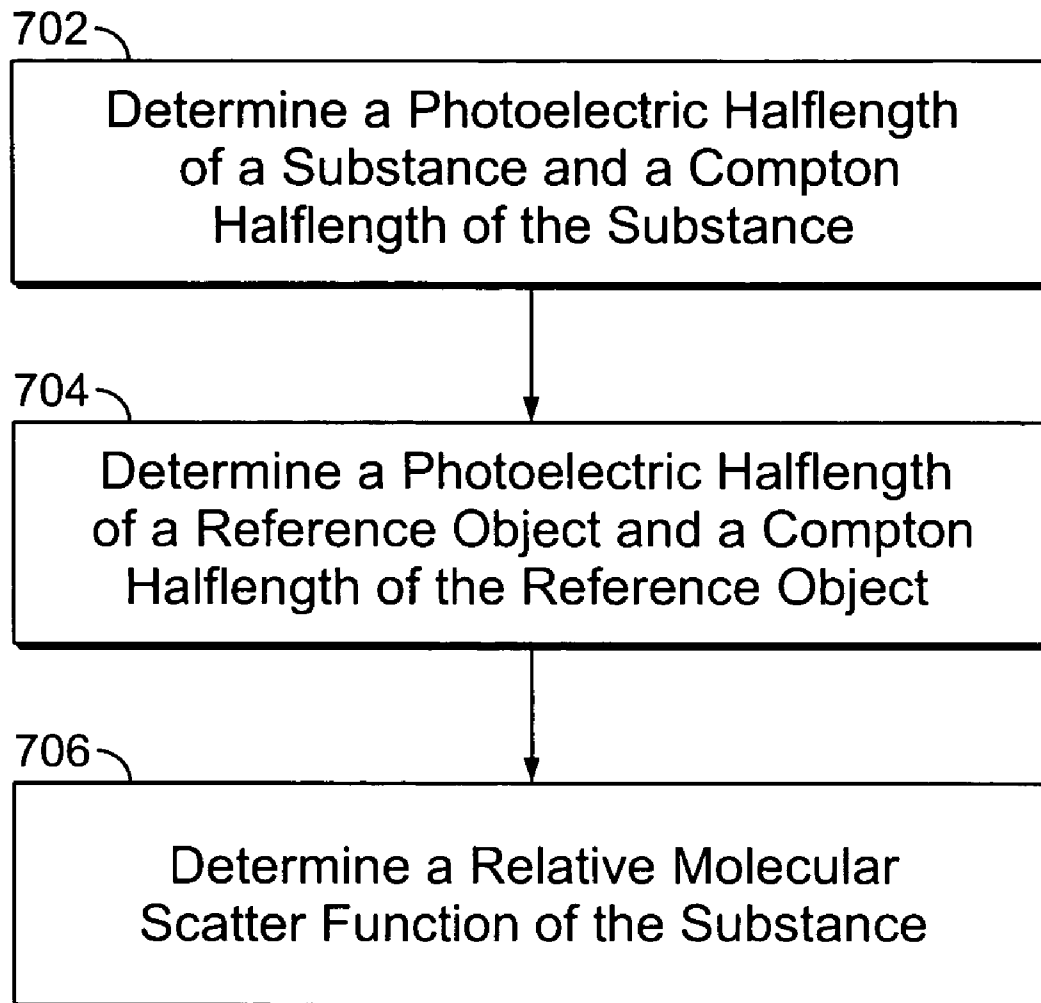 702
Determine a Photoelectric Halflength
of a Substance and a Compton
Halflength of the Substance
704
Determine a Photoelectric Halflength
of a Reference Object and a Compton
Halflength of the Reference Object
706
Determine a Relative Molecular
Scatter Function of the Substance